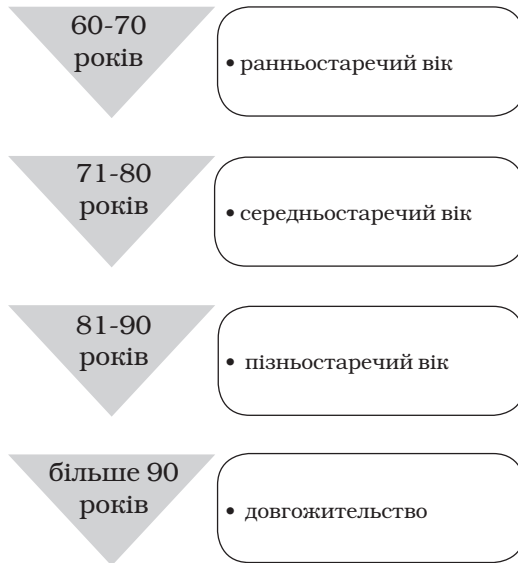 60-70
років
• ранньостаречий вік
71-80
років
• середньостаречий вік
81-90
років
• пізньостаречий вік
більше 90
років
• довгожительство